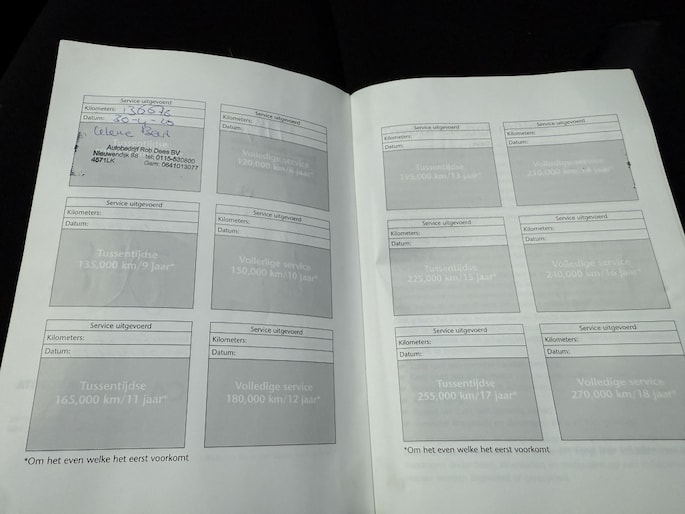 Service uitgevoerd
Kilometers: 136676
Datum: 30-4-20
Autobedrijf Rob Dees BV
Nieuwendijk 88 tel: 0115-530800
4571LK Gsm: 0641013077
Service uitgevoerd
Kilometers:
Datum:
Volledige service
120,000 km/8 jaar*
Service uitgevoerd
Kilometers:
Datum:
Tussentijdse
135,000 km/9 jaar*
Service uitgevoerd
Kilometers:
Datum:
Volledige service
150,000 km/10 jaar*
Service uitgevoerd
Kilometers:
Datum:
Tussentijdse
165,000 km/11 jaar*
Service uitgevoerd
Kilometers:
Datum:
Volledige service
180,000 km/12 jaar*
*Om het even welke het eerst voorkomt
Service uitgevoerd
Kilometers:
Datum:
Tussentijdse
195,000 km/13 jaar*
Service uitgevoerd
Kilometers:
Datum:
Volledige service
210,000 km/14 jaar*
Service uitgevoerd
Kilometers:
Datum:
Tussentijdse
225,000 km/15 jaar*
Service uitgevoerd
Kilometers:
Datum:
Volledige service
240,000 km/16 jaar*
Service uitgevoerd
Kilometers:
Datum:
Tussentijdse
255,000 km/17 jaar*
Service uitgevoerd
Kilometers:
Datum:
Volledige service
270,000 km/18 jaar*
*Om het even welke het eerst voorkomt